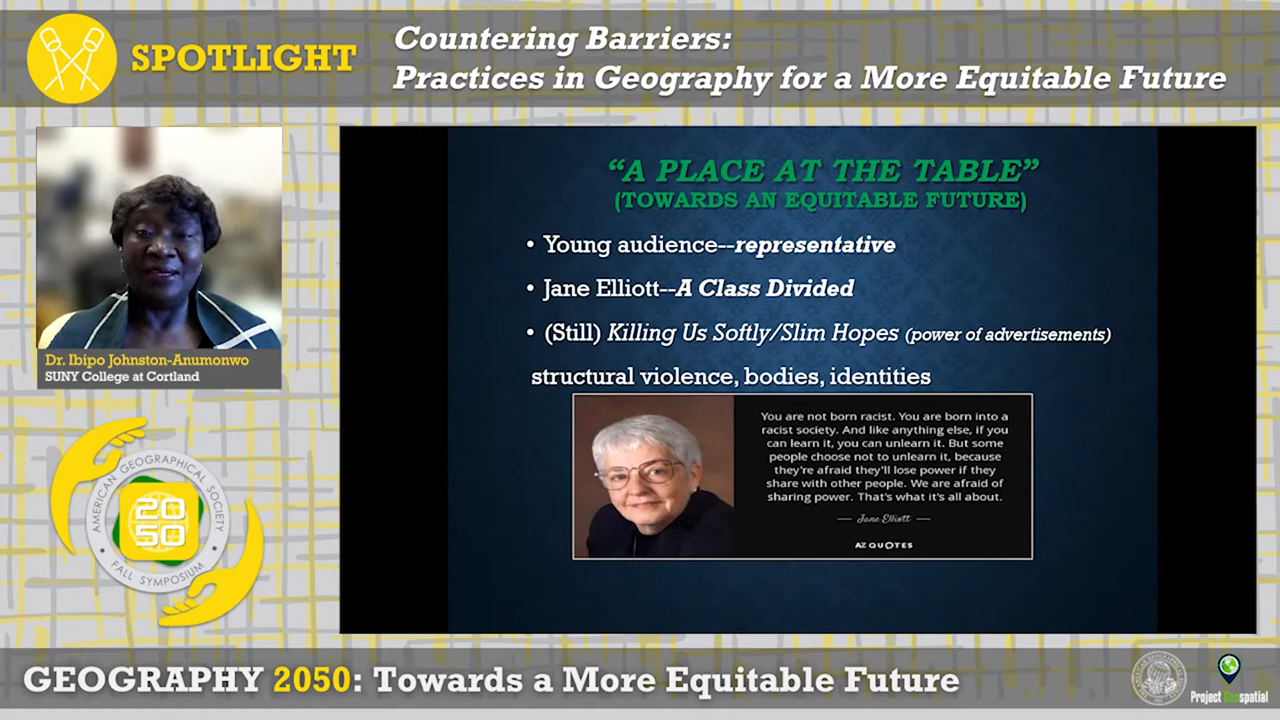 SPOTLIGHT
Countering Barriers:
Practices in Geography for a More Equitable Future
“A PLACE AT THE TABLE”
(TOWARDS AN EQUITABLE FUTURE)
• Young audience--representative
• Jane Elliott--A Class Divided
• (Still) Killing Us Softly/Slim Hopes (power of advertisements)
structural violence, bodies, identities
You are not born racist. You are born into a
racist society. And like anything else, if you
can learn it, you can unlearn it. But some
people choose not to unlearn it, because
they're afraid they'll lose power if they
share with other people. We are afraid of
sharing power. That's what it's all about.
— Jane Elliott —
AZ QUOTES
Dr. Ibipo Johnston-Anumonwo
SUNY College at Cortland
AMERICAN GEOGRAPHICAL SOCIETY
20
50
FALL SYMPOSIUM
GEOGRAPHY 2050: Towards a More Equitable Future
Project Geospatial